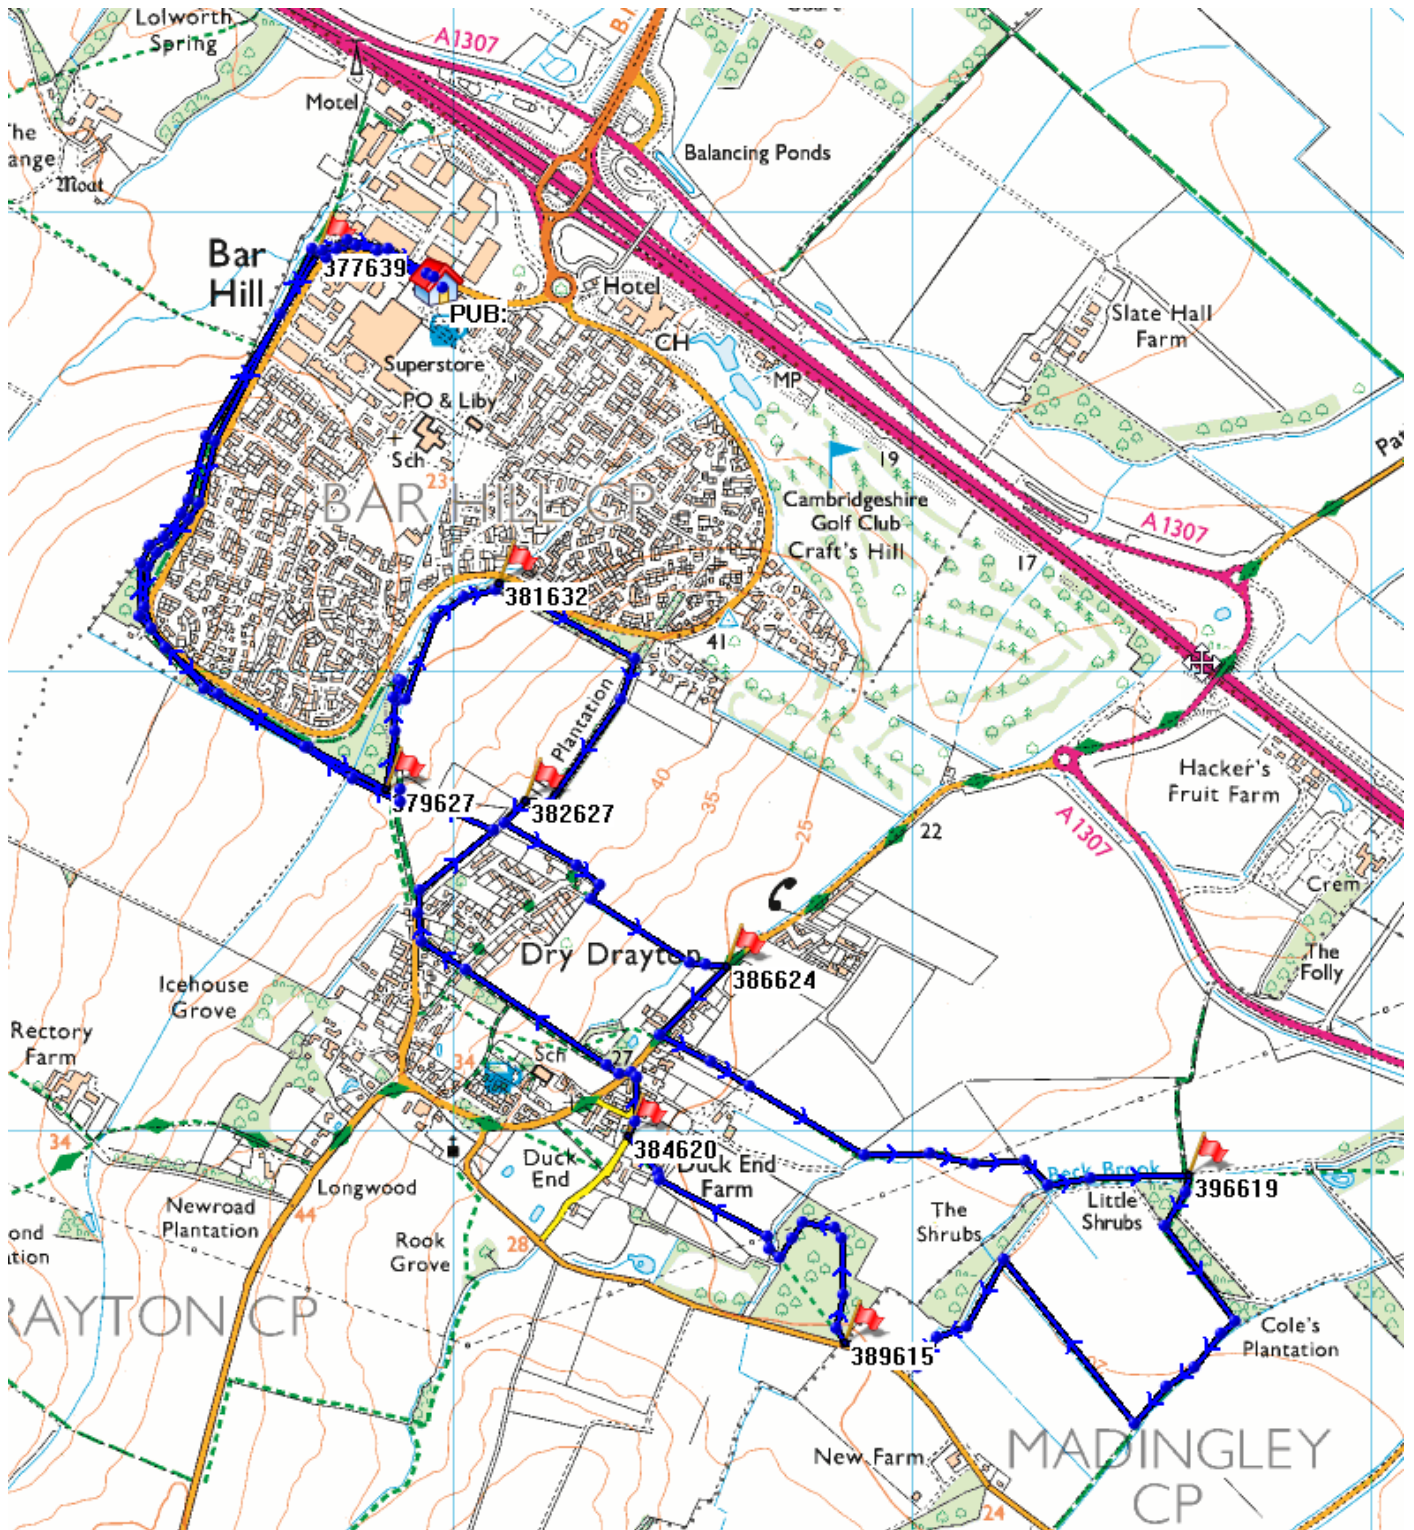 Lolworth
Spring
A1307
Motel
Moat
Balancing Ponds
Bar
Hill
377639
PUB:
Hotel
CH
MP
Slate Hall
Farm
Superstore
PO & Liby
Sch
23
BAR HILL CP
19
Cambridgeshire
Golf Club
Craft's Hill
A1307
17
381632
41
Plantation
40
35
25
Hacker's
Fruit Farm
A1307
379627
382627
22
Crem
The
Folly
Dry Drayton
386624
Icehouse
Grove
Rectory
Farm
34
34
Sch
27
384620
Duck
End
Duck End
Farm
Longwood
44
Newroad
Plantation
Rook
Grove
28
The
Shrubs
Beck Brook
Little
Shrubs
396619
Cole's
Plantation
389615
RAYTON CP
New Farm
24
MADINGLEY
CP